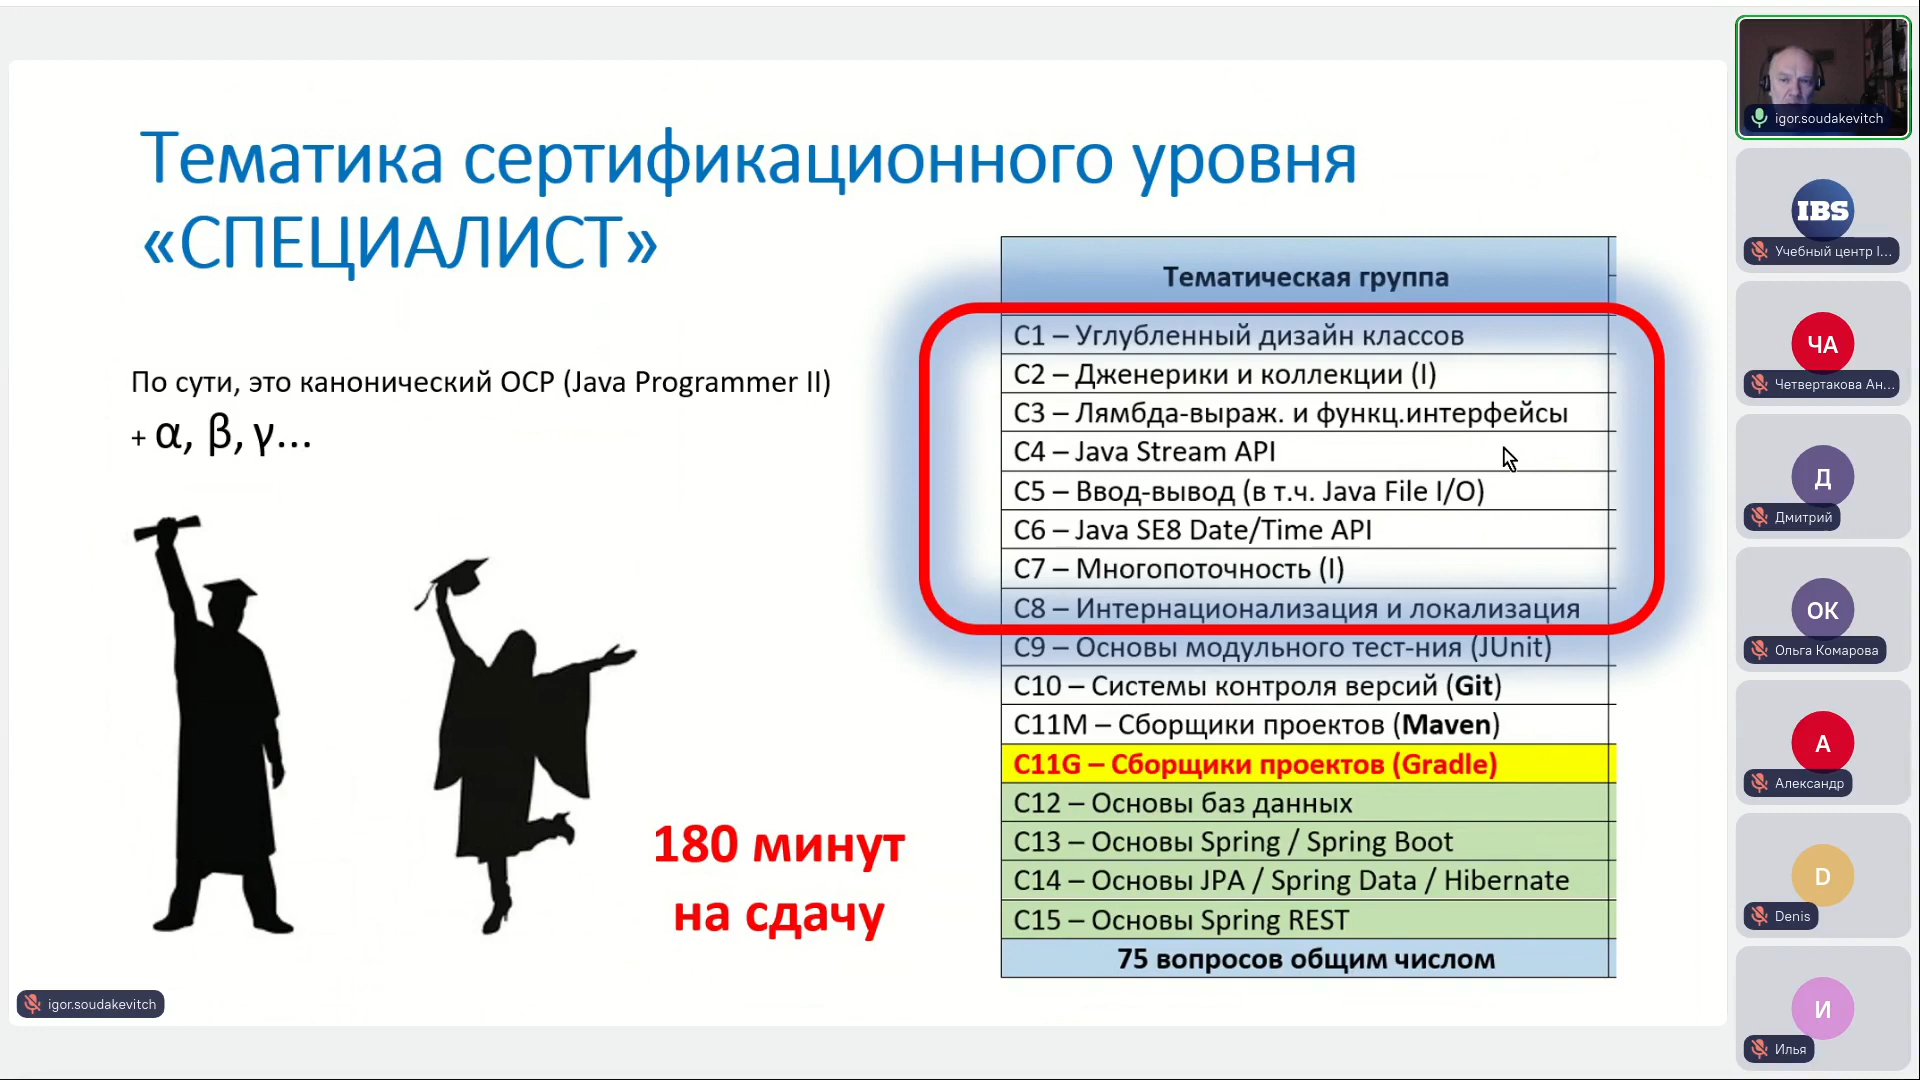 Тематика сертификационного уровня
«СПЕЦИАЛИСТ»
По сути, это канонический OCP (Java Programmer II)
+ α, β, γ...
180 минут
на сдачу
Тематическая группа
C1 – Углубленный дизайн классов
C2 – Дженерики и коллекции (I)
C3 – Лямбда-выраж. и функц.интерфейсы
C4 – Java Stream API
C5 – Ввод-вывод (в т.ч. Java File I/O)
C6 – Java SE8 Date/Time API
C7 – Многопоточность (I)
C8 – Интернационализация и локализация
C9 – Основы модульного тест-ния (JUnit)
C10 – Системы контроля версий (Git)
C11M – Сборщики проектов (Maven)
C11G – Сборщики проектов (Gradle)
C12 – Основы баз данных
C13 – Основы Spring / Spring Boot
C14 – Основы JPA / Spring Data / Hibernate
C15 – Основы Spring REST
75 вопросов общим числом
igor.soudakevitch
igor.soudakevitch
IBS
Учебный центр I...
ЧА
Четвертакова Ан...
Д
Дмитрий
ОК
Ольга Комарова
А
Александр
D
Denis
И
Илья